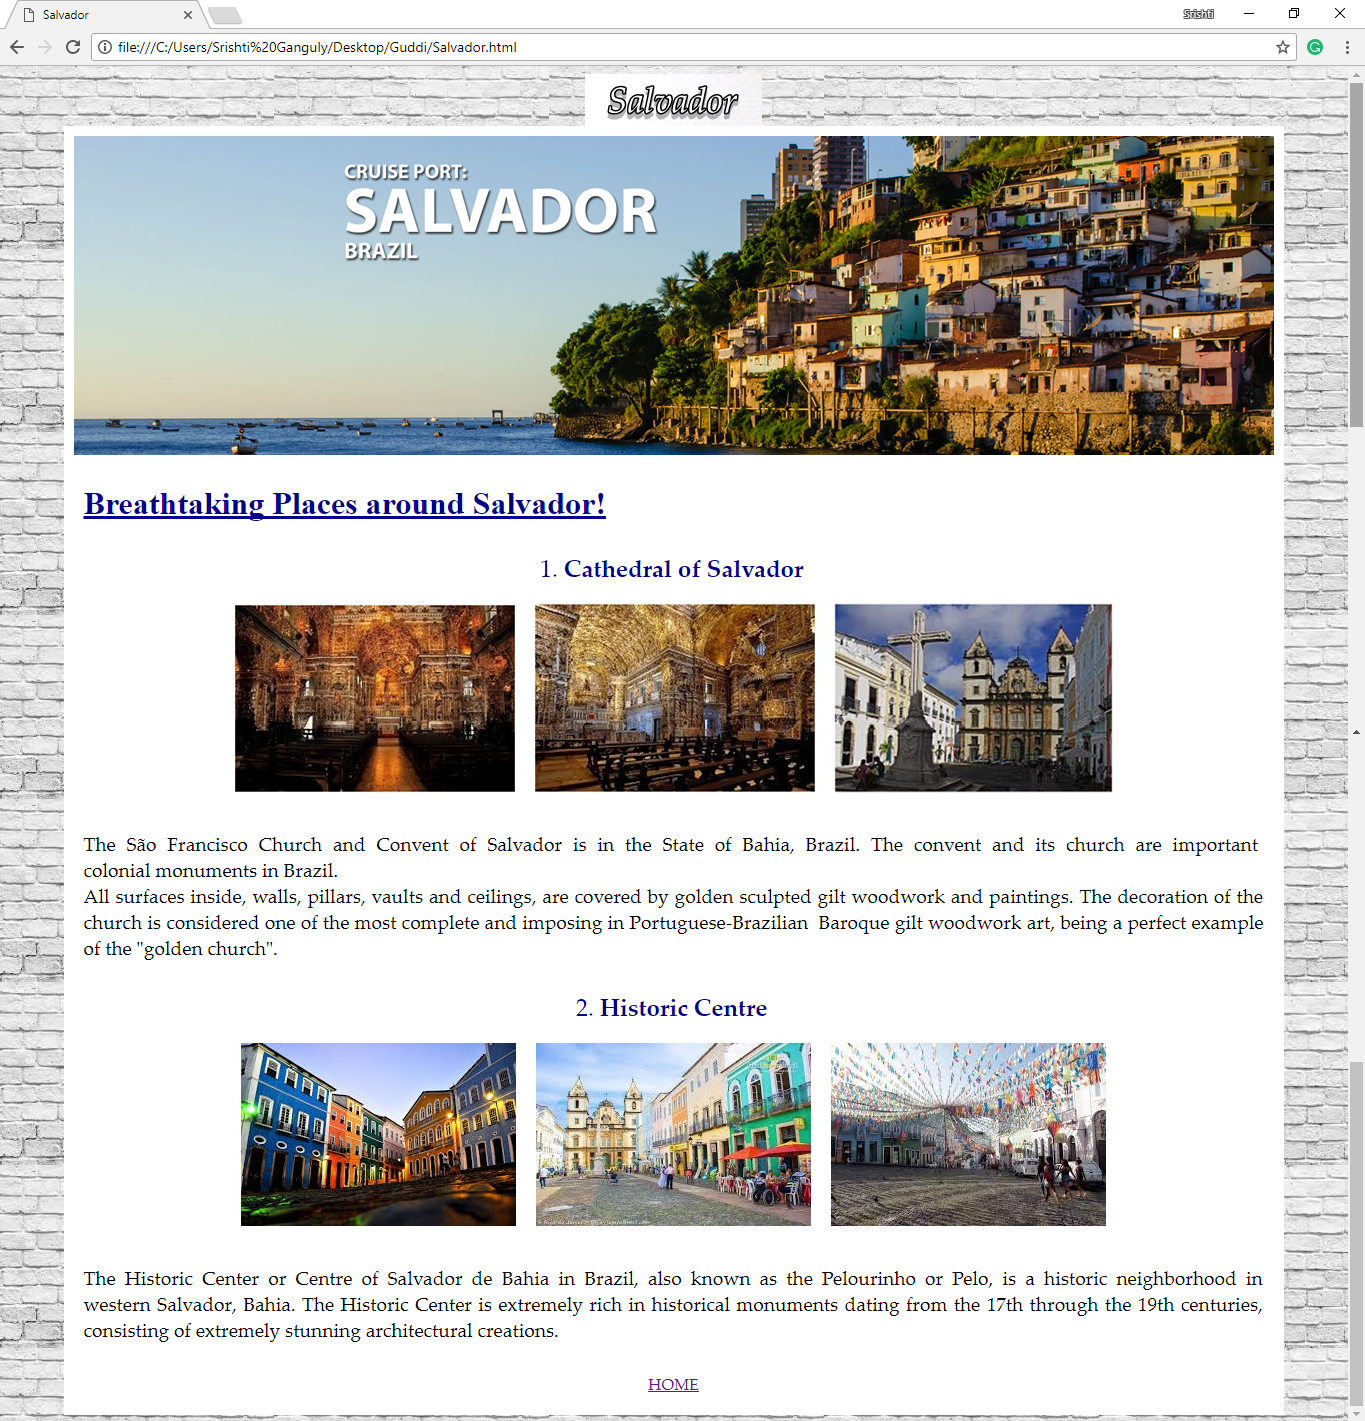 Salvador
Srishti
file:///C:/Users/Srishti%20Ganguly/Desktop/Guddi/Salvador.html
Salvador
CRUISE PORT:
SALVADOR
BRAZIL
Breathtaking Places around Salvador!
1. Cathedral of Salvador
The São Francisco Church and Convent of Salvador is in the State of Bahia, Brazil. The convent and its church are important
colonial monuments in Brazil.
All surfaces inside, walls, pillars, vaults and ceilings, are covered by golden sculpted gilt woodwork and paintings. The decoration of the
church is considered one of the most complete and imposing in Portuguese-Brazilian Baroque gilt woodwork art, being a perfect example
of the "golden church".
2. Historic Centre
The Historic Center or Centre of Salvador de Bahia in Brazil, also known as the Pelourinho or Pelo, is a historic neighborhood in
western Salvador, Bahia. The Historic Center is extremely rich in historical monuments dating from the 17th through the 19th centuries,
consisting of extremely stunning architectural creations.
HOME